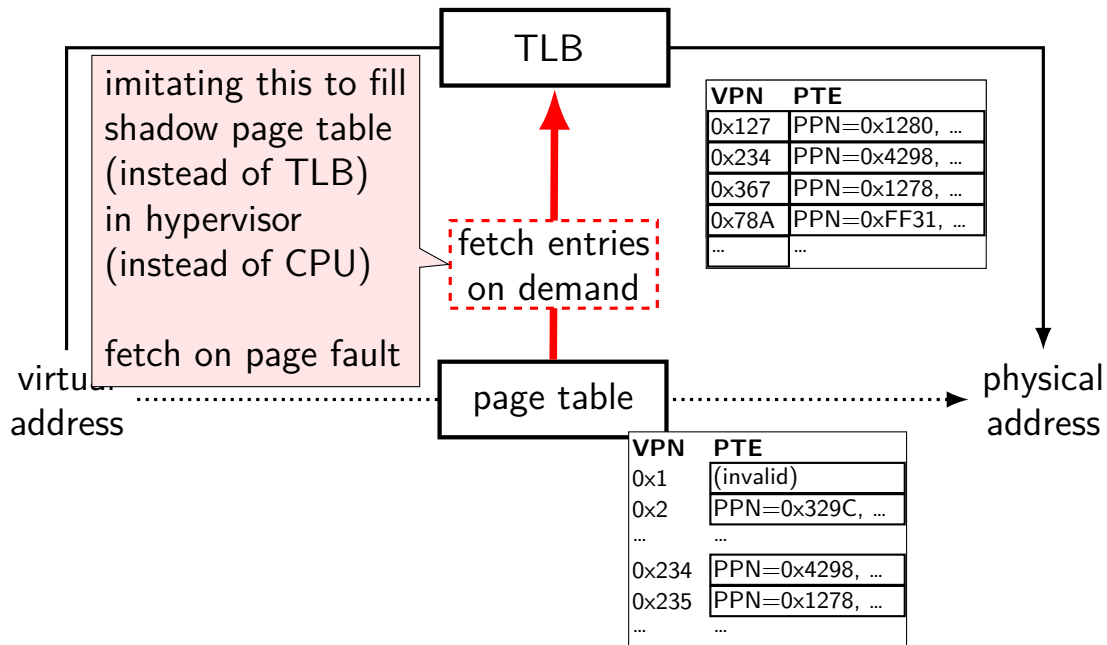 TLB
imitating this to fill
shadow page table
(instead of TLB)
in hypervisor
(instead of CPU)
fetch on page fault
VPN PTE
0x127 PPN=0x1280, ...
0x234 PPN=0x4298, ...
0x367 PPN=0x1278, ...
0x78A PPN=0xFF31, ...
... ...
fetch entries
on demand
virtual
address
page table
physical
address
VPN PTE
0x1 (invalid)
0x2 PPN=0x329C, ...
... ...
0x234 PPN=0x4298, ...
0x235 PPN=0x1278, ...
... ...